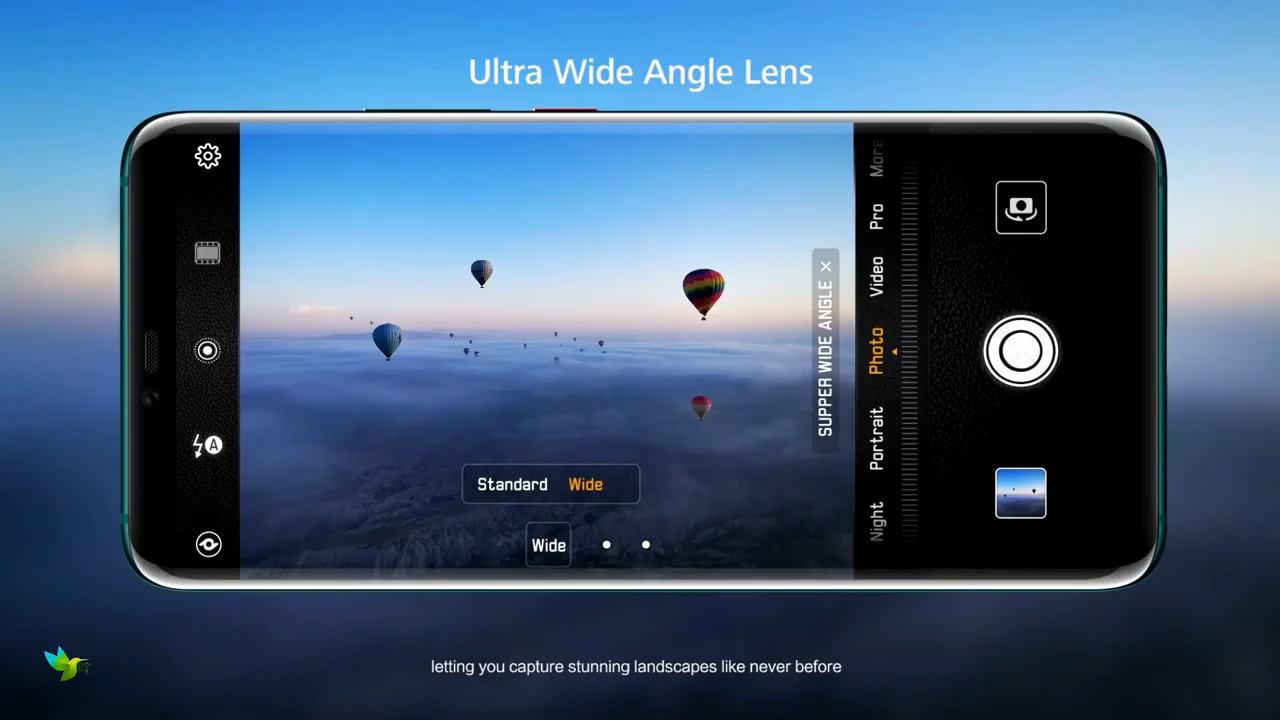 Ultra Wide Angle Lens
More
Pro
Video
Photo
Portrait
Night
SUPPER WIDE ANGLE X
A
Standard Wide
Wide
letting you capture stunning landscapes like never before